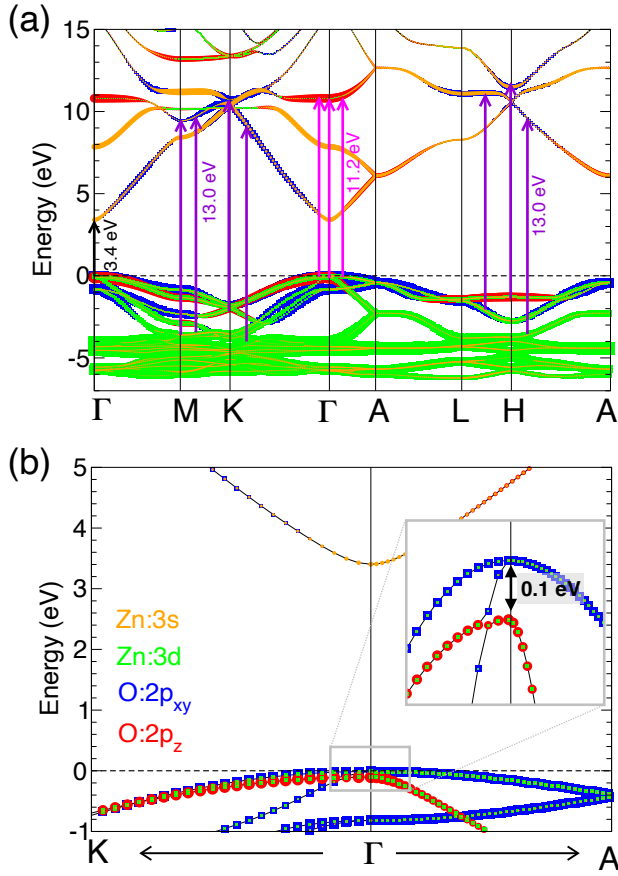 (a)
15
10
5
0
-5
Energy (eV)
3.4 eV
13.0 eV
11.2 eV
13.0 eV
Γ M K Γ A L H A
(b)
5
4
3
2
1
0
-1
Energy (eV)
Zn:3s
Zn:3d
O:2pxy
O:2pz
0.1 eV
K Γ A